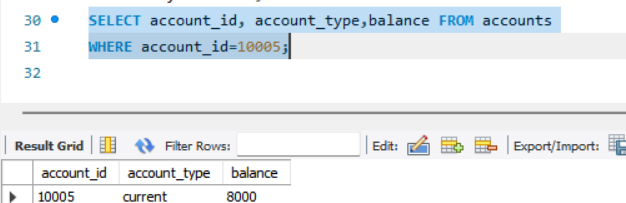 30 SELECT account_id, account_type,balance FROM accounts
31 WHERE account_id=10005;
32
Result Grid Filter Rows: Edit: Export/Import:
account_id account_type balance
10005 current 8000